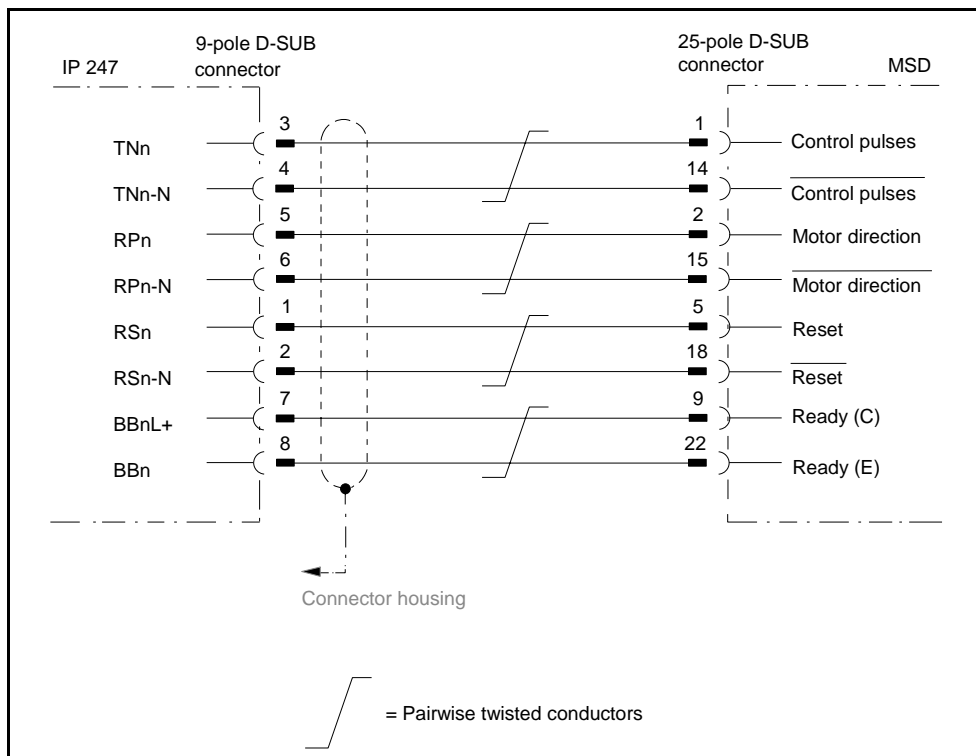 9-pole D-SUB
connector
25-pole D-SUB
connector
IP 247
MSD
TNn
3
1
Control pulses
TNn-N
4
14
Control pulses
RPn
5
2
Motor direction
RPn-N
6
15
Motor direction
RSn
1
5
Reset
RSn-N
2
18
Reset
BBnL+
7
9
Ready (C)
BBn
8
22
Ready (E)
Connector housing
= Pairwise twisted conductors